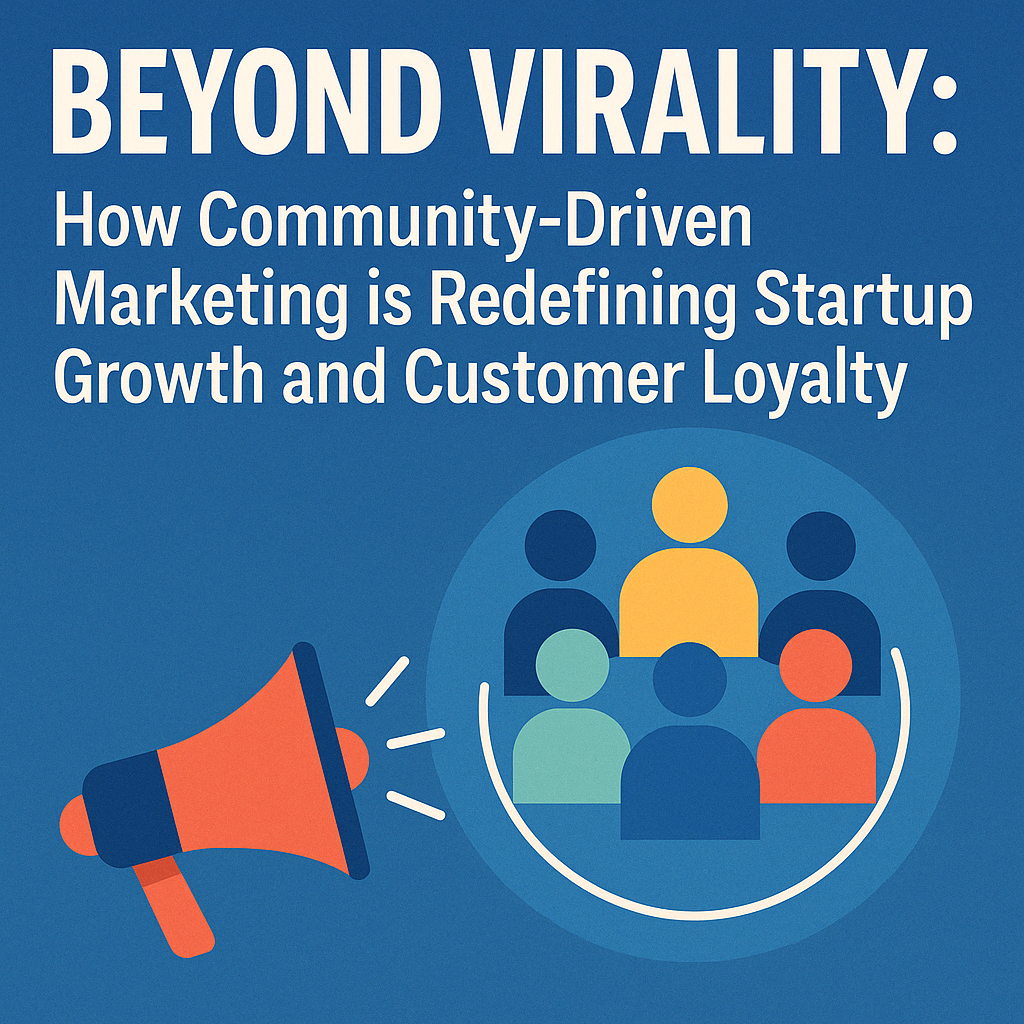 BEYOND VIRALITY:
How Community-Driven
Marketing is Redefining Startup
Growth and Customer Loyalty